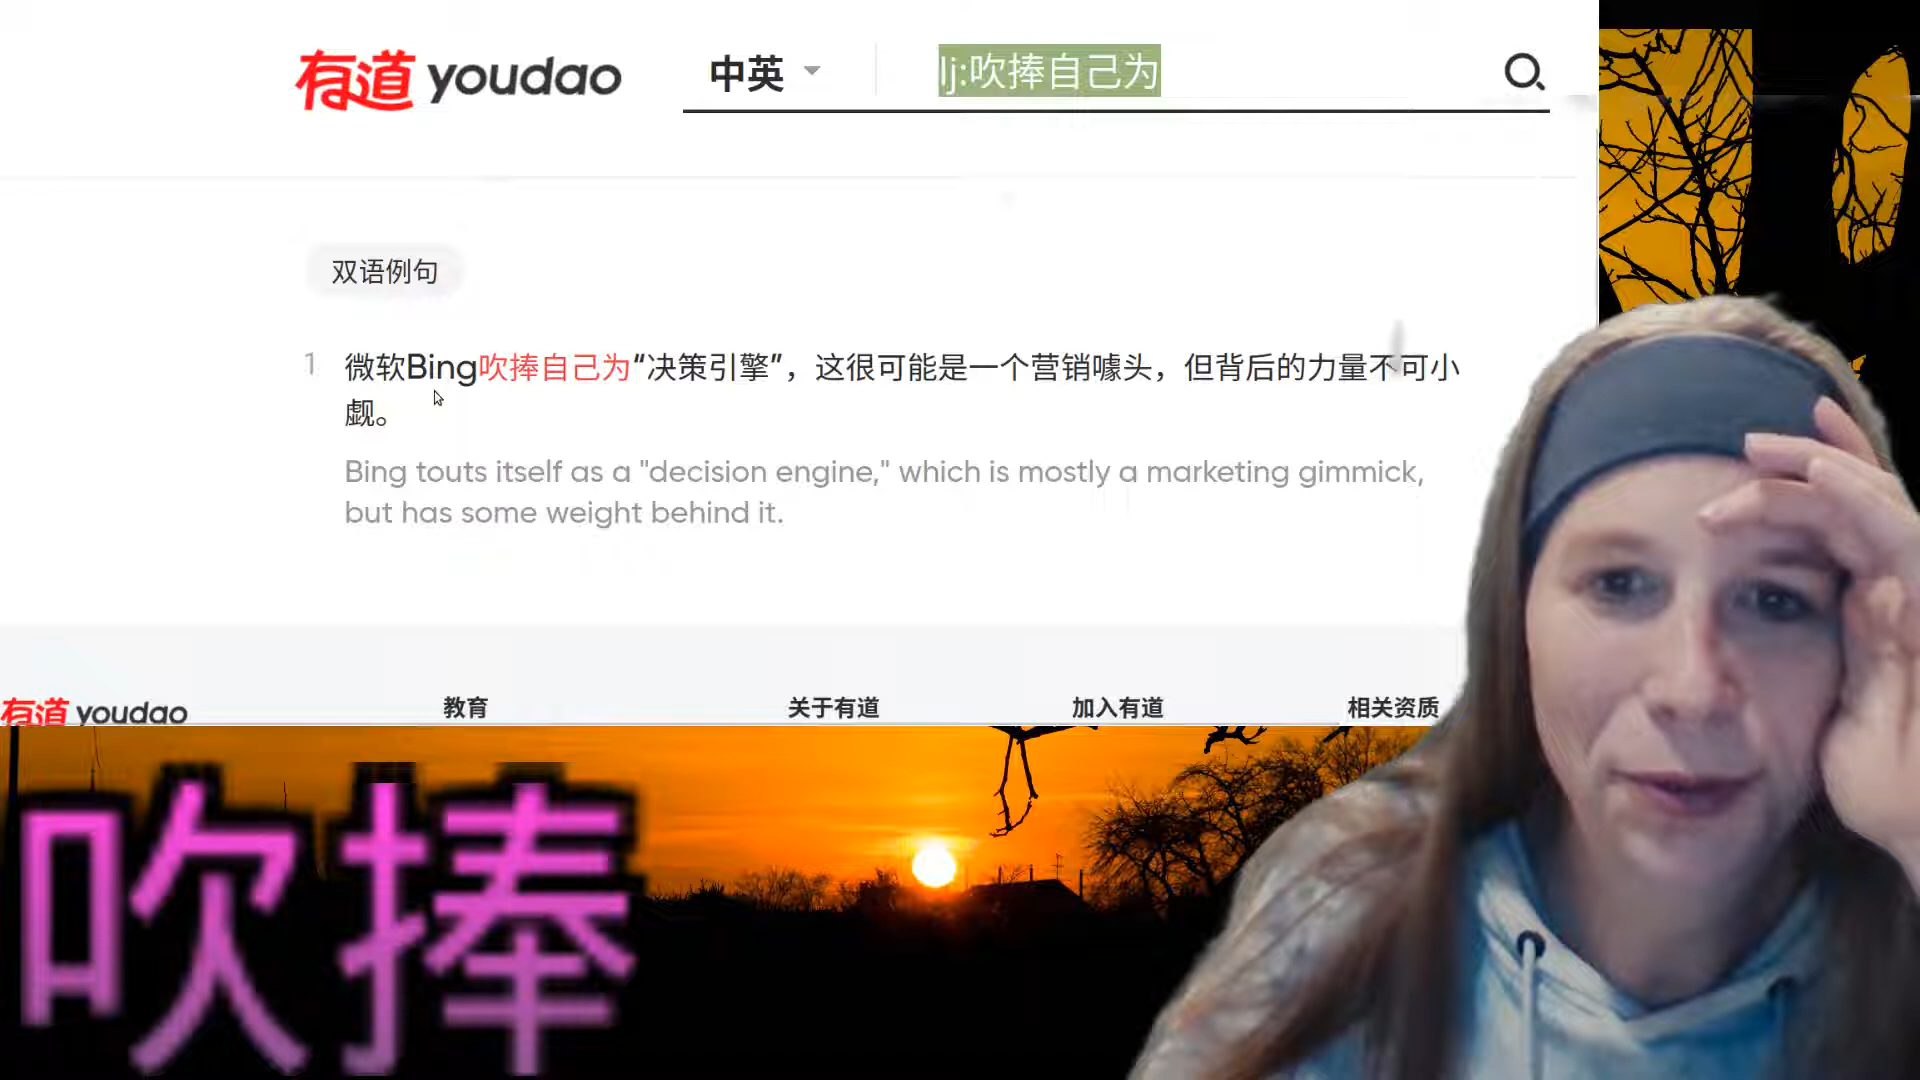 有道 youdao
中英
lj:吹捧自己为
双语例句
1 微软Bing吹捧自己为“决策引擎”，这很可能是一个营销噱头，但背后的力量不可小
觑。
Bing touts itself as a "decision engine," which is mostly a marketing gimmick,
but has some weight behind it.
有道 youdao
教育
关于有道
加入有道
相关资质
吹捧